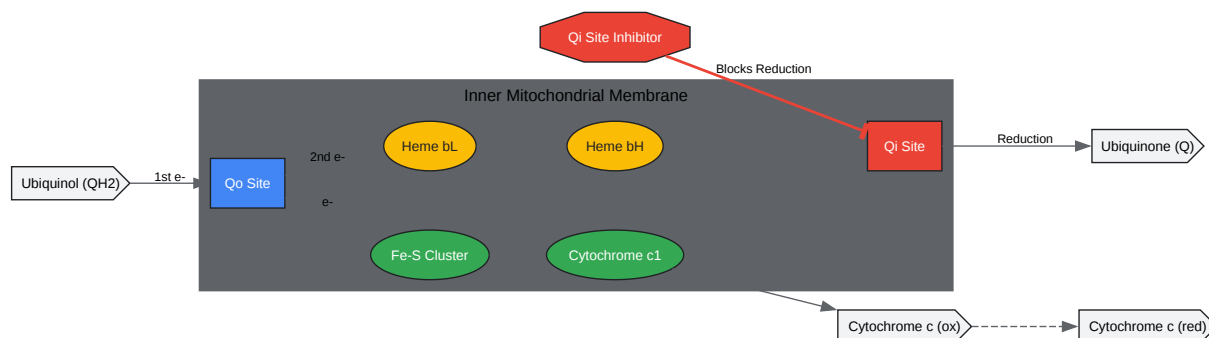 Qi Site Inhibitor
Blocks Reduction
Inner Mitochondrial Membrane
Heme bL
Heme bH
Qi Site
Reduction
Ubiquinone (Q)
2nd e-
Ubiquinol (QH2)
1st e-
Qo Site
e-
Fe-S Cluster
Cytochrome c1
Cytochrome c (ox)
Cytochrome c (red)